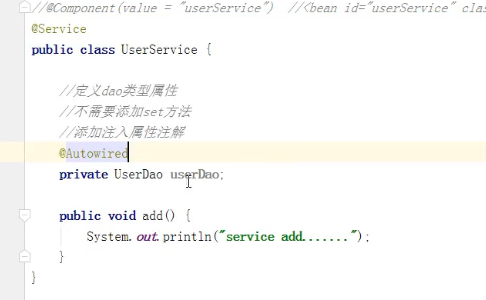 //@Component(value = "userService")  //<bean id="userService" clas
@Service
public class UserService {
//定义dao类型属性
//不需要添加set方法
//添加注入属性注解
@Autowired
private UserDao userDao;
public void add() {
System.out.println("service add.......");
}
}